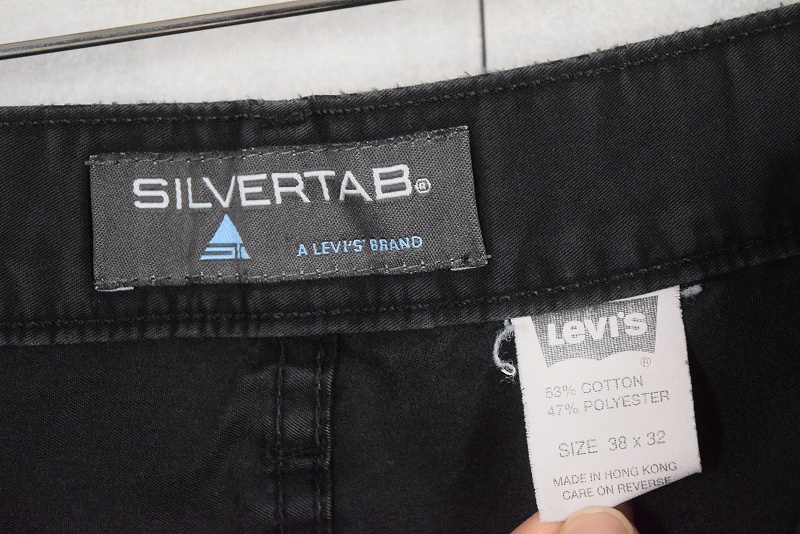 SILVERTAB®
A LEVI'S® BRAND
Levi's
®
53% COTTON
47% POLYESTER
SIZE 38 x 32
MADE IN HONG KONG
CARE ON REVERSE